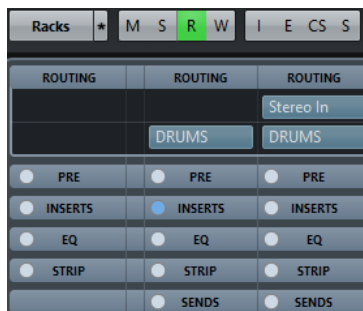 Racks * M S R W I E CS S
ROUTING ROUTING ROUTING
Stereo In
DRUMS DRUMS
PRE PRE PRE
INSERTS INSERTS INSERTS
EQ EQ EQ
STRIP STRIP STRIP
SENDS SENDS